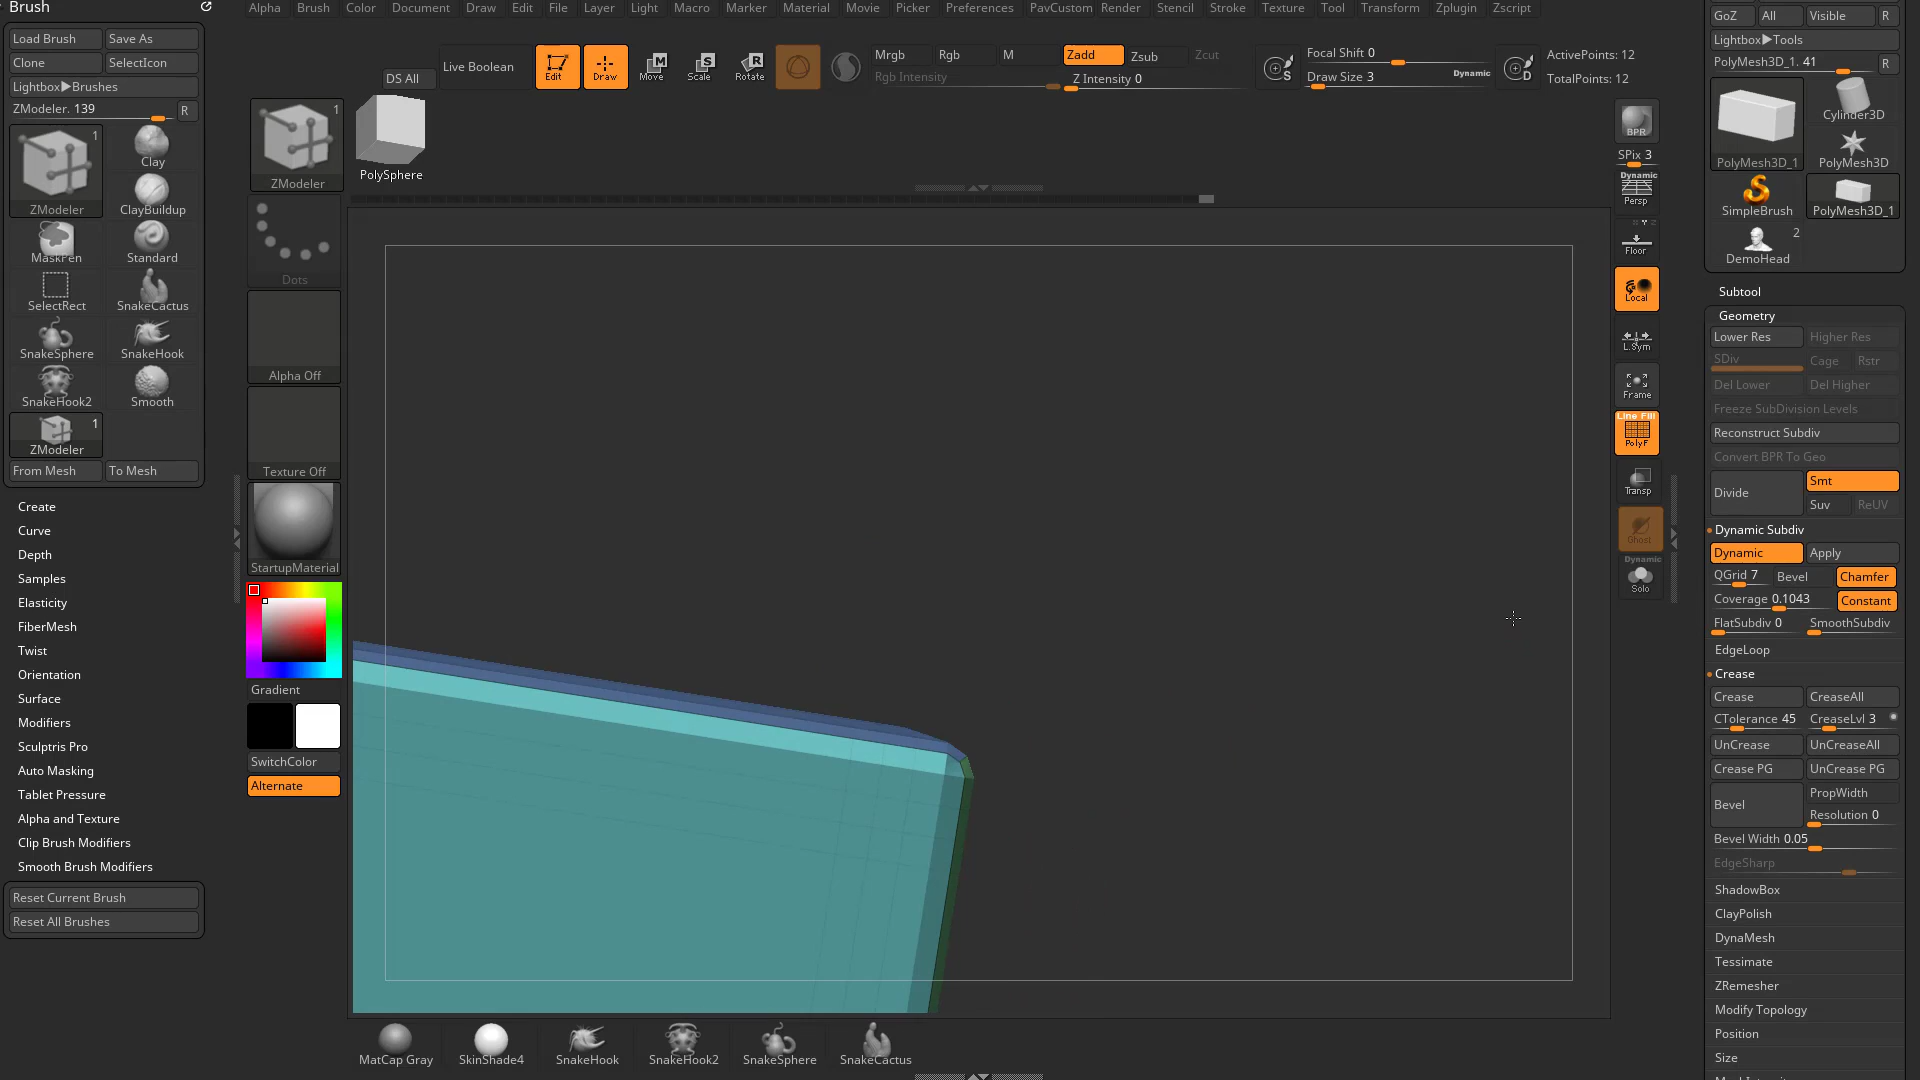 Brush
Alpha Brush Color Document Draw Edit File Layer Light Macro Marker Material Movie Picker Preferences PavCustom Render Stencil Stroke Texture Tool Transform Zplugin Zscript
Load Brush Save As
Clone SelectIcon
Lightbox▶Brushes
ZModeler. 139 R
1
ZModeler
Clay
ClayBuildup
MaskPen Standard
SelectRect SnakeCactus
SnakeSphere SnakeHook
SnakeHook2 Smooth
1
ZModeler
From Mesh To Mesh
Create
Curve
Depth
Samples
Elasticity
FiberMesh
Twist
Orientation
Surface
Modifiers
Sculptris Pro
Auto Masking
Tablet Pressure
Alpha and Texture
Clip Brush Modifiers
Smooth Brush Modifiers
Reset Current Brush
Reset All Brushes
DS All
Live Boolean
Edit
Draw
Move
Scale
Rotate
Mrgb Rgb M Zadd Zsub Zcut
Rgb Intensity Z Intensity 0
S
Focal Shift 0
Draw Size 3 Dynamic
D
ActivePoints: 12
TotalPoints: 12
1
ZModeler
PolySphere
Dots
Alpha Off
Texture Off
StartupMaterial
Gradient
SwitchColor
Alternate
BPR
SPix 3
Dynamic
Persp
Floor
Local
L.Sym
Frame
Line Fill
PolyF
Transp
Ghost
Dynamic
Solo
MatCap Gray SkinShade4 SnakeHook SnakeHook2 SnakeSphere SnakeCactus
GoZ All Visible R
Lightbox▶Tools
PolyMesh3D_1. 41 R
PolyMesh3D_1
Cylinder3D
PolyMesh3D
SimpleBrush PolyMesh3D_1
2
DemoHead
Subtool
Geometry
Lower Res Higher Res
SDiv Cage Rstr
Del Lower Del Higher
Freeze SubDivision Levels
Reconstruct Subdiv
Convert BPR To Geo
Divide Smt
Suv ReUV
Dynamic Subdiv
Dynamic Apply
QGrid 7 Bevel Chamfer
Coverage 0.1043 Constant
FlatSubdiv 0 SmoothSubdiv
EdgeLoop
Crease
Crease CreaseAll
CTolerance 45 CreaseLvl 3
UnCrease UnCreaseAll
Crease PG UnCrease PG
Bevel PropWidth
Resolution 0
Bevel Width 0.05
EdgeSharp
ShadowBox
ClayPolish
DynaMesh
Tessimate
ZRemesher
Modify Topology
Position
Size